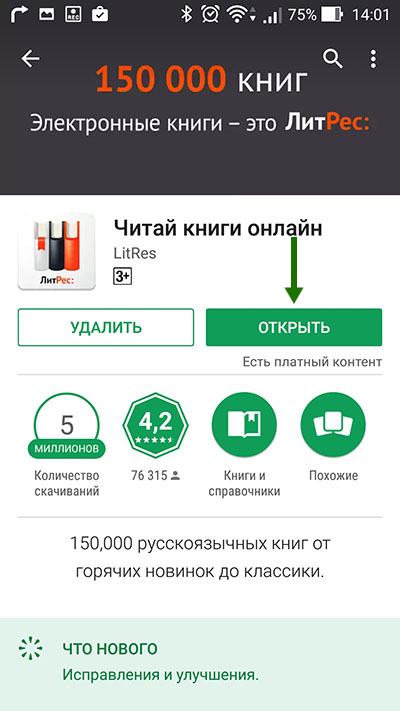 75% 14:01
REC
150 000 книг
Электронные книги – это ЛитРес:
Читай книги онлайн
LitRes
3+
ЛитРес:
УДАЛИТЬ
ОТКРЫТЬ
Есть платный контент
5
МИЛЛИОНОВ
Количество
скачиваний
4,2
76 315
Книги и
справочники
Похожие
150,000 русскоязычных книг от
горячих новинок до классики.
ЧТО НОВОГО
Исправления и улучшения.